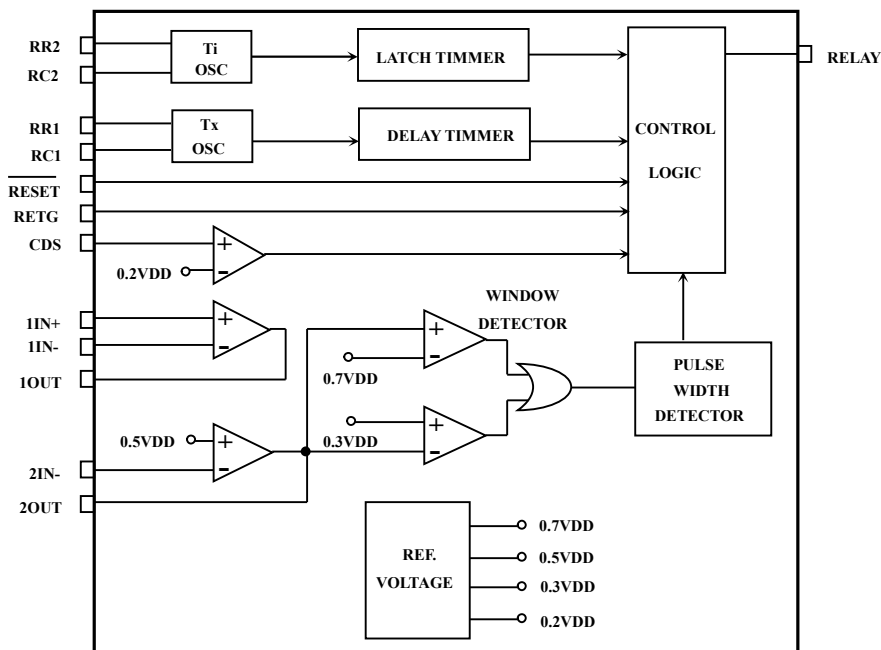 RR2
RC2
Ti
OSC
LATCH TIMMER
RELAY
RR1
RC1
Tx
OSC
DELAY TIMMER
CONTROL
LOGIC
RESET
RETG
CDS
+
-
0.2VDD
1IN+
1IN-
1OUT
+
-
WINDOW
DETECTOR
+
-
0.7VDD
PULSE
WIDTH
DETECTOR
0.5VDD
+
-
0.3VDD
+
-
2IN-
2OUT
REF.
VOLTAGE
0.7VDD
0.5VDD
0.3VDD
0.2VDD